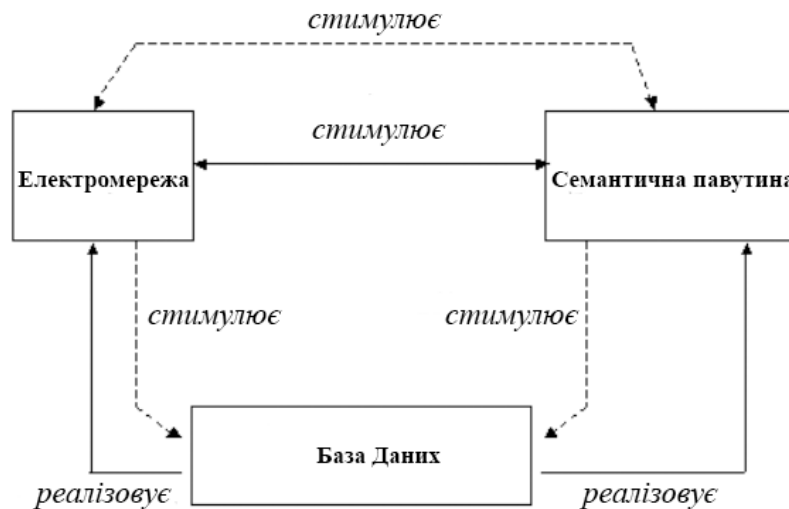 стимулює
стимулює
Електромережа
Семантична павутина
стимулює
стимулює
База Даних
реалізовує
реалізовує